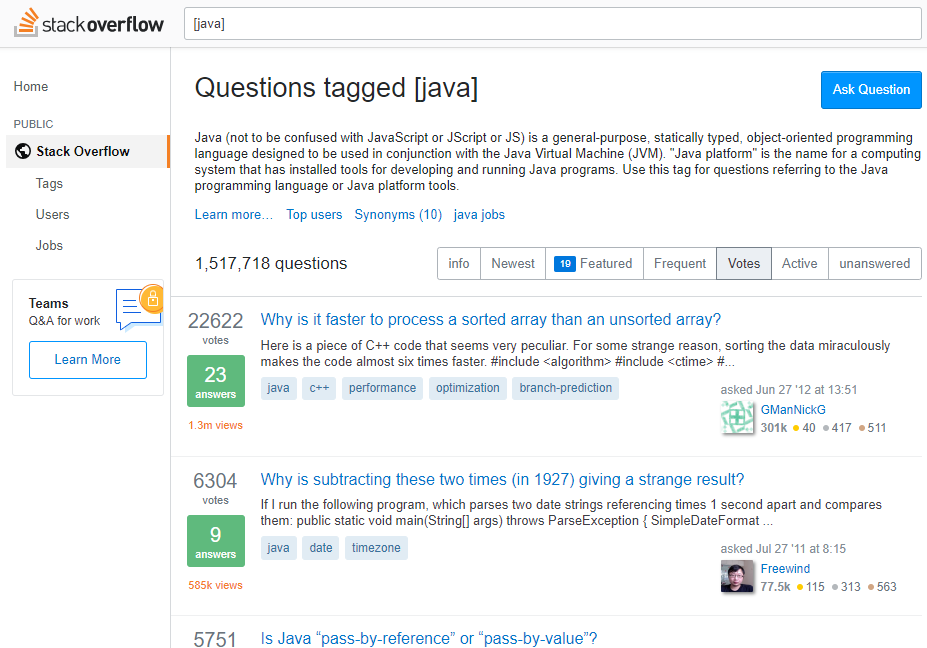 stackoverflow
[java]
Home
PUBLIC
Stack Overflow
Tags
Users
Jobs
Teams
Q&A for work
Learn More
Questions tagged [java]
Ask Question
Java (not to be confused with JavaScript or JScript or JS) is a general-purpose, statically typed, object-oriented programming
language designed to be used in conjunction with the Java Virtual Machine (JVM). "Java platform" is the name for a computing
system that has installed tools for developing and running Java programs. Use this tag for questions referring to the Java
programming language or Java platform tools.
Learn more… Top users Synonyms (10) java jobs
1,517,718 questions
info Newest 19 Featured Frequent Votes Active unanswered
22622
votes
23
answers
1.3m views
Why is it faster to process a sorted array than an unsorted array?
Here is a piece of C++ code that seems very peculiar. For some strange reason, sorting the data miraculously
makes the code almost six times faster. #include <algorithm> #include <ctime> #...
java c++ performance optimization branch-prediction
asked Jun 27 '12 at 13:51
GManNickG
301k 40 417 511
6304
votes
9
answers
585k views
Why is subtracting these two times (in 1927) giving a strange result?
If I run the following program, which parses two date strings referencing times 1 second apart and compares
them: public static void main(String[] args) throws ParseException { SimpleDateFormat ...
java date timezone
asked Jul 27 '11 at 8:15
Freewind
77.5k 115 313 563
5751
Is Java “pass-by-reference” or “pass-by-value”?